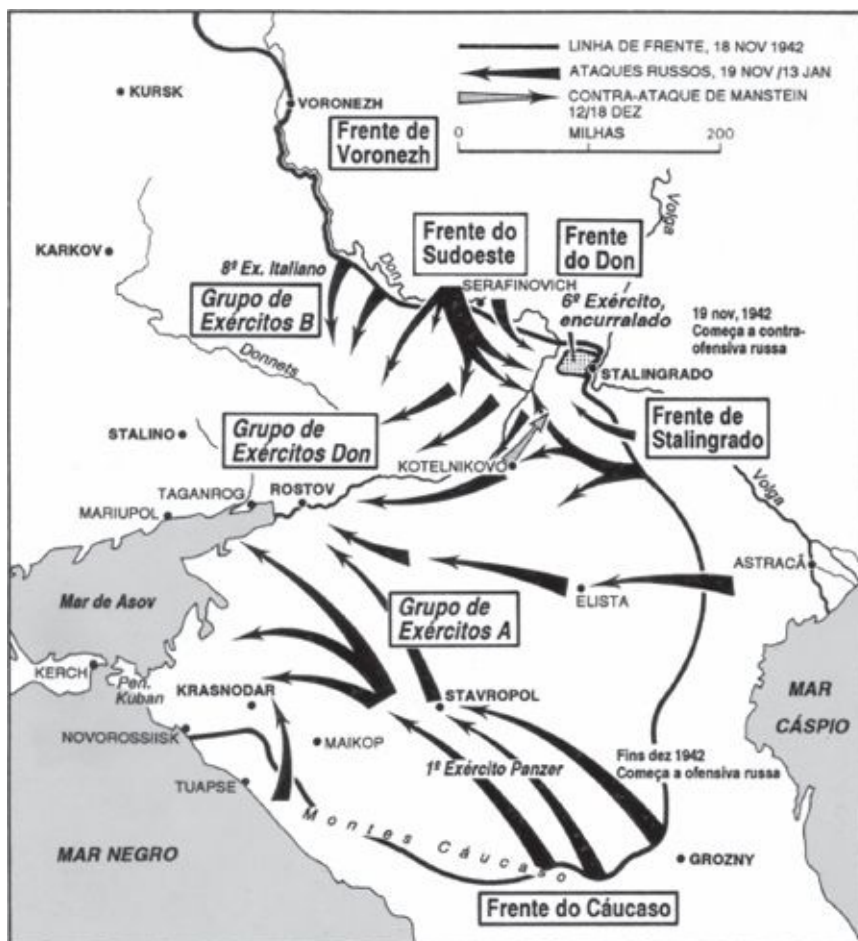 LINHA DE FRENTE, 18 NOV 1942
ATAQUES RUSSOS, 19 NOV /13 JAN
CONTRA-ATAQUE DE MANSTEIN
12/18 DEZ
0 200
MILHAS
KURSK
VORONEZH
Frente de
Voronezh
Volga
KARKOV
Frente do
Sudoeste
Frente
do Don
Don
SERAFINOVICH
8º Ex. Italiano
Grupo de
Exércitos B
6º Exército,
encurralado
19 nov, 1942
Começa a contra-
ofensiva russa
STALINGRADO
Donnets
STALINO
Grupo de
Exércitos Don
Frente de
Stalingrado
KOTELNIKOVO
TAGANROG
ROSTOV
MARIUPOL
Volga
ASTRACÃ
Mar de Asov
Grupo de
Exércitos A
ELISTA
KERCH
Pen.
Kuban
KRASNODAR
STAVROPOL
MAR
CÁSPIO
NOVOROSSIISK
MAIKOP
1º Exército Panzer
Fins dez 1942
Começa a ofensiva russa
TUAPSE
Montes Cáucaso
MAR NEGRO
GROZNY
Frente do Cáucaso